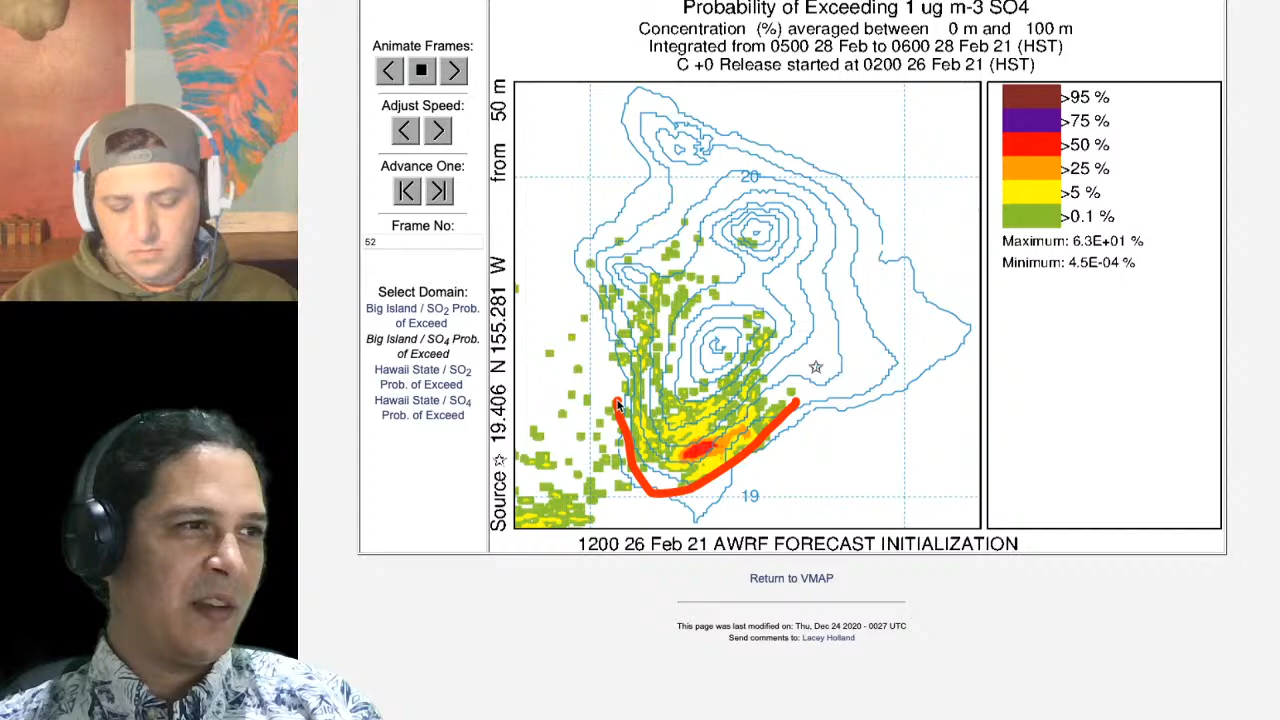 Probability of Exceeding 1 ug m-3 SO4
Concentration (%) averaged between 0 m and 100 m
Integrated from 0500 28 Feb to 0600 28 Feb 21 (HST)
C +0 Release started at 0200 26 Feb 21 (HST)
Animate Frames:
Adjust Speed:
Advance One:
Frame No:
52
Select Domain:
Big Island / SO2 Prob.
of Exceed
Big Island / SO4 Prob.
of Exceed
Hawaii State / SO2
Prob. of Exceed
Hawaii State / SO4
Prob. of Exceed
Source ☆ 19.406 N 155.281 W from 50 m
20
19
>95 %
>75 %
>50 %
>25 %
>5 %
>0.1 %
Maximum: 6.3E+01 %
Minimum: 4.5E-04 %
1200 26 Feb 21 AWRF FORECAST INITIALIZATION
Return to VMAP
This page was last modified on: Thu, Dec 24 2020 - 0027 UTC
Send comments to: Lacey Holland